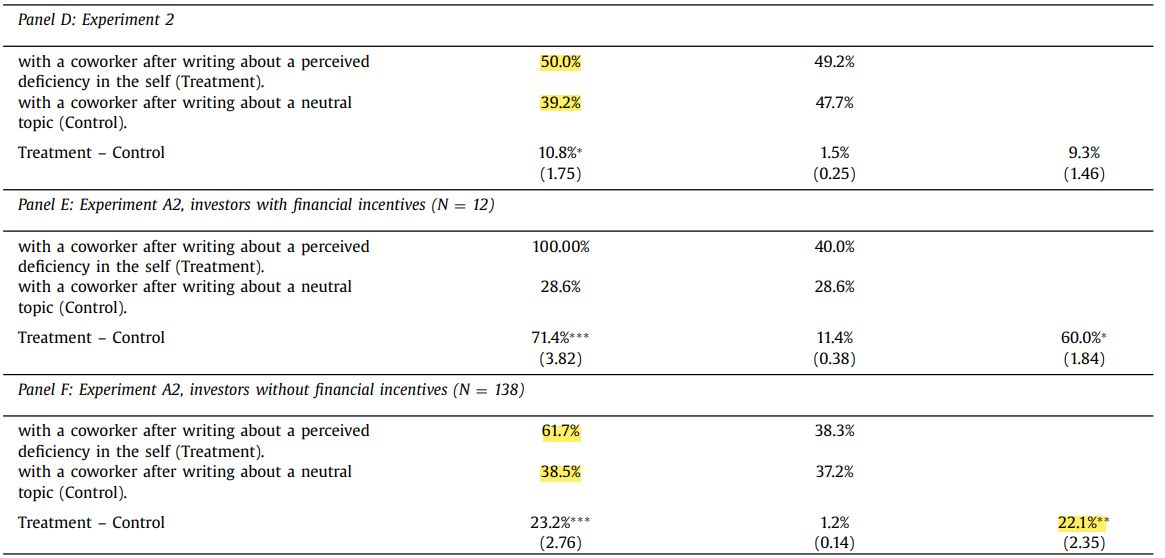 Panel D: Experiment 2
with a coworker after writing about a perceived 50.0% 49.2%
deficiency in the self (Treatment).
with a coworker after writing about a neutral 39.2% 47.7%
topic (Control).
Treatment – Control 10.8%* 1.5% 9.3%
(1.75) (0.25) (1.46)
Panel E: Experiment A2, investors with financial incentives (N = 12)
with a coworker after writing about a perceived 100.00% 40.0%
deficiency in the self (Treatment).
with a coworker after writing about a neutral 28.6% 28.6%
topic (Control).
Treatment – Control 71.4%*** 11.4% 60.0%*
(3.82) (0.38) (1.84)
Panel F: Experiment A2, investors without financial incentives (N = 138)
with a coworker after writing about a perceived 61.7% 38.3%
deficiency in the self (Treatment).
with a coworker after writing about a neutral 38.5% 37.2%
topic (Control).
Treatment – Control 23.2%*** 1.2% 22.1%**
(2.76) (0.14) (2.35)